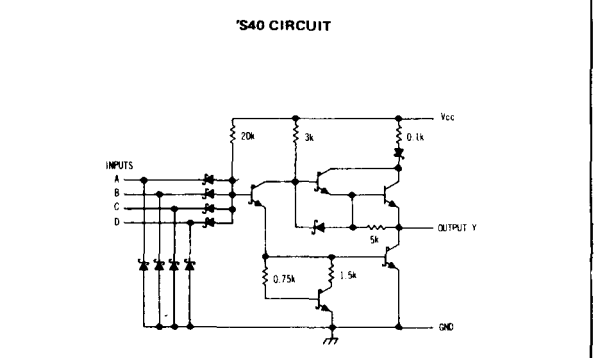 'S40 CIRCUIT
Vcc
20k
3k
0.1k
INPUTS
A
B
C
D
OUTPUT Y
5k
0.75k
1.5k
GND